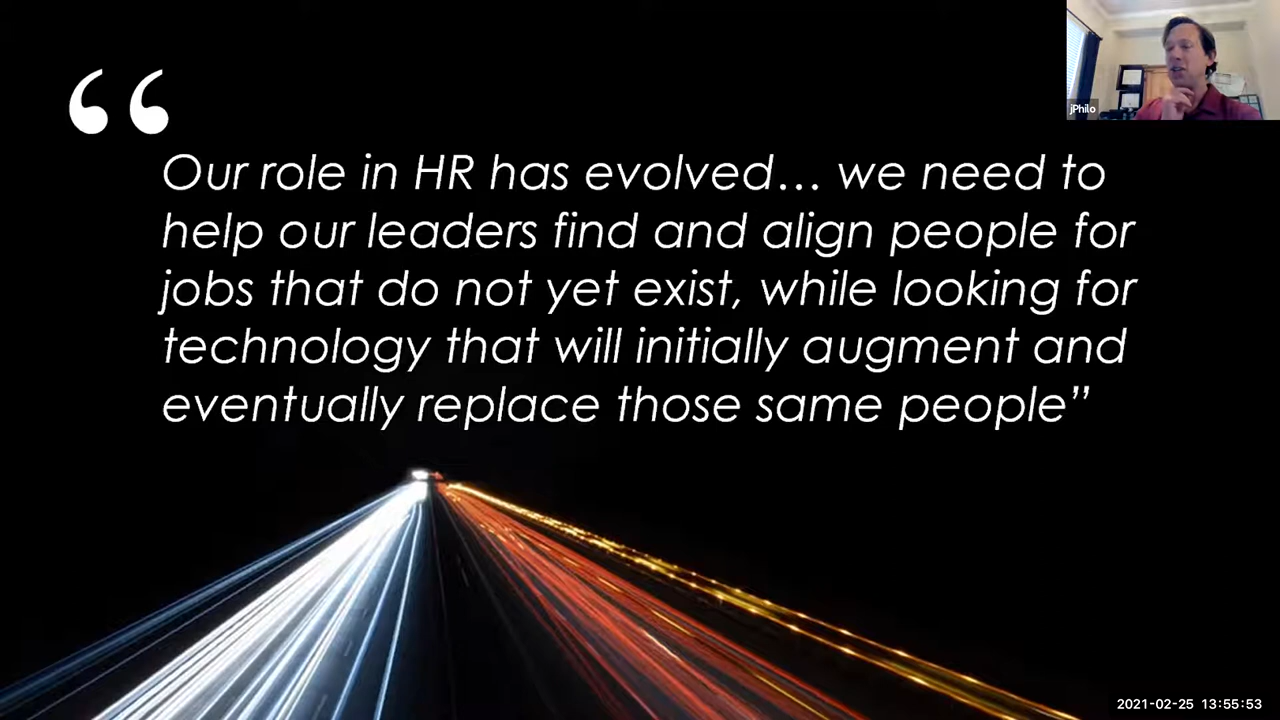 “
jPhilo
Our role in HR has evolved… we need to
help our leaders find and align people for
jobs that do not yet exist, while looking for
technology that will initially augment and
eventually replace those same people”
2021-02-25 13:55:53